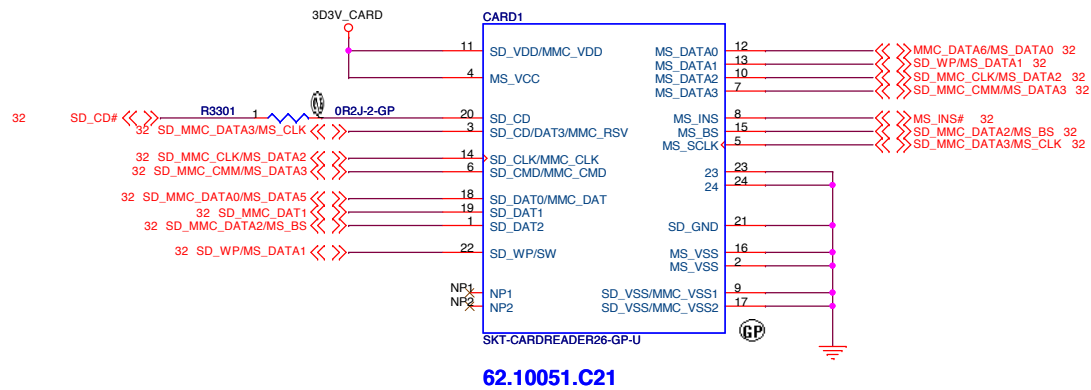 3D3V_CARD
CARD1
11 SD_VDD/MMC_VDD
4 MS_VCC
32 SD_CD# R3301 1 0R2J-2-GP 20 SD_CD
32 SD_MMC_DATA3/MS_CLK 3 SD_CD/DAT3/MMC_RSV
32 SD_MMC_CLK/MS_DATA2 14 SD_CLK/MMC_CLK
32 SD_MMC_CMM/MS_DATA3 6 SD_CMD/MMC_CMD
32 SD_MMC_DATA0/MS_DATA5 18 SD_DAT0/MMC_DAT
32 SD_MMC_DAT1 19 SD_DAT1
32 SD_MMC_DATA2/MS_BS 1 SD_DAT2
32 SD_WP/MS_DATA1 22 SD_WP/SW
NP1 NP1
NP2 NP2
MS_DATA0 12 MMC_DATA6/MS_DATA0 32
MS_DATA1 13 SD_WP/MS_DATA1 32
MS_DATA2 10 SD_MMC_CLK/MS_DATA2 32
MS_DATA3 7 SD_MMC_CMM/MS_DATA3 32
MS_INS 8 MS_INS# 32
MS_BS 15 SD_MMC_DATA2/MS_BS 32
MS_SCLK 5 SD_MMC_DATA3/MS_CLK 32
23 23
24 24
SD_GND 21
MS_VSS 16
MS_VSS 2
SD_VSS/MMC_VSS1 9
SD_VSS/MMC_VSS2 17
GP
SKT-CARDREADER26-GP-U
62.10051.C21